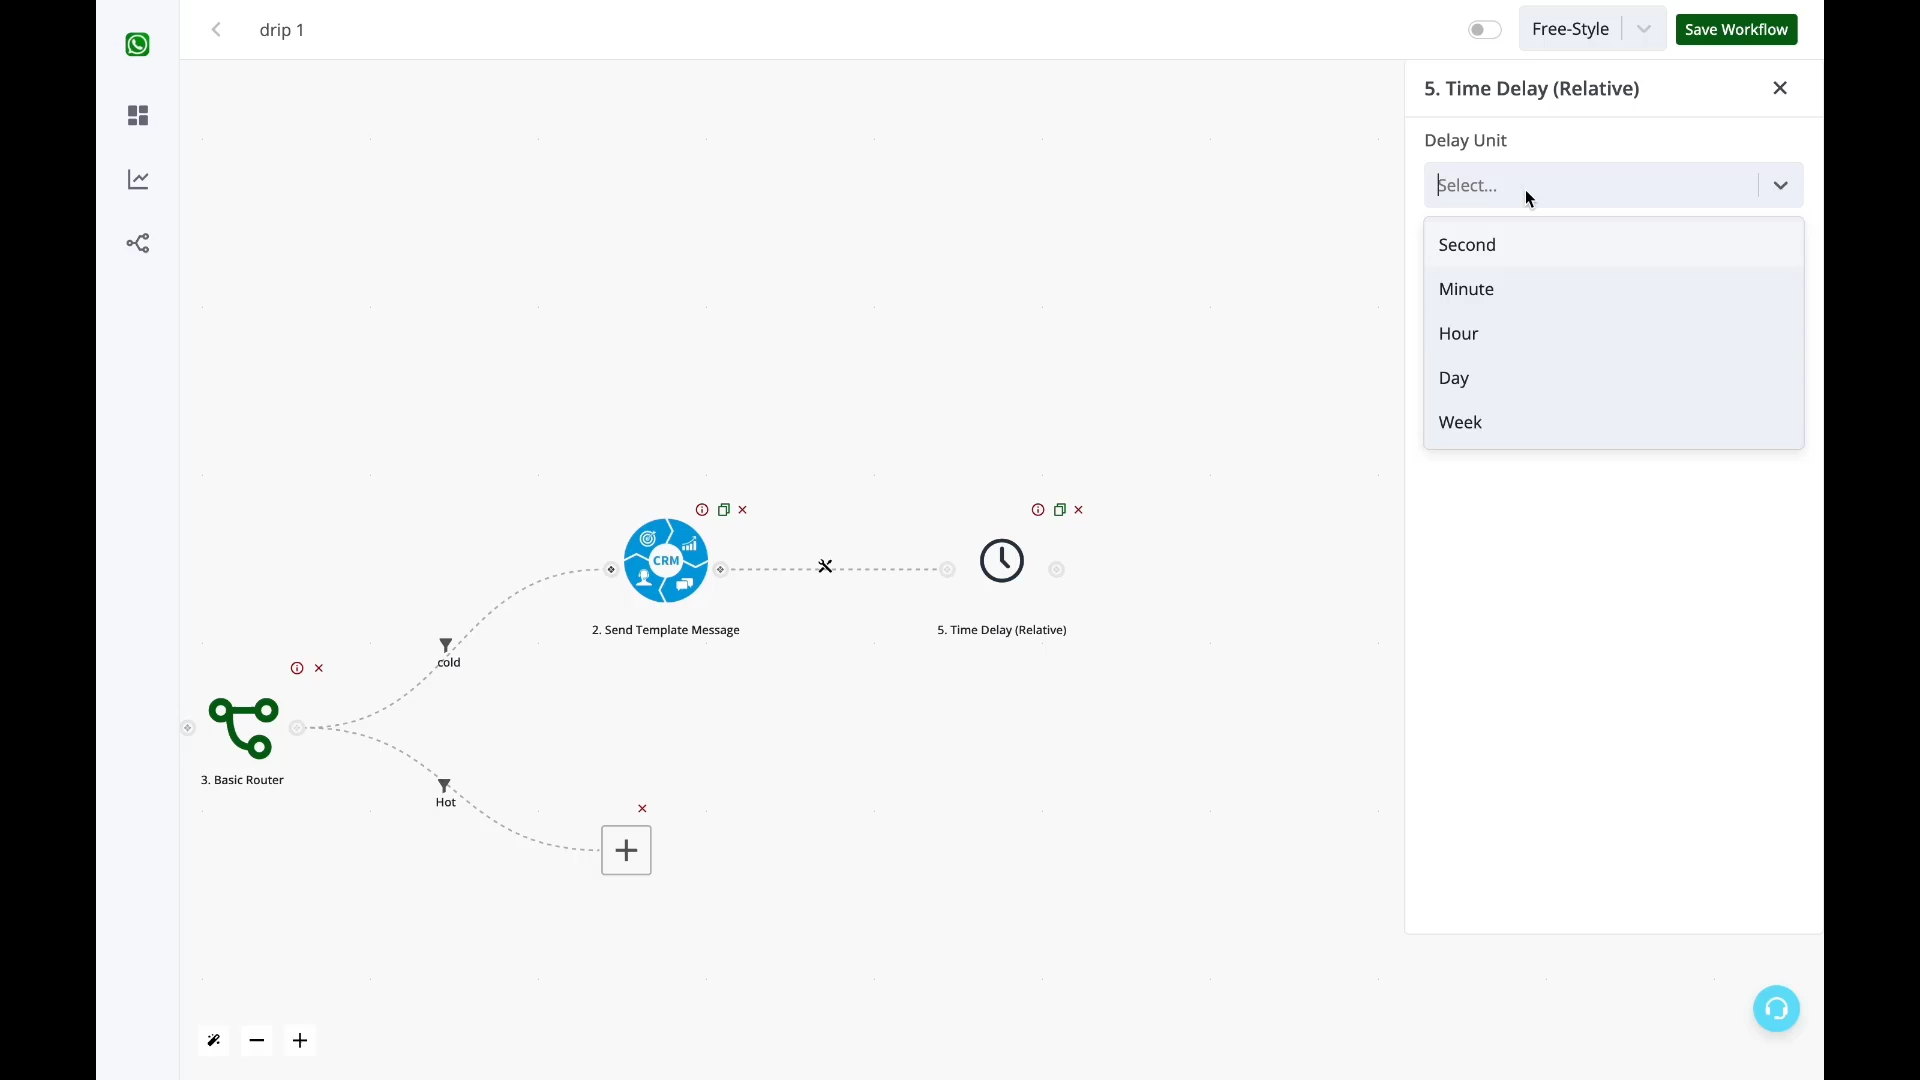 drip 1
Free-Style
Save Workflow
5. Time Delay (Relative)
Delay Unit
Select...
Second
Minute
Hour
Day
Week
CRM
2. Send Template Message
5. Time Delay (Relative)
cold
3. Basic Router
Hot